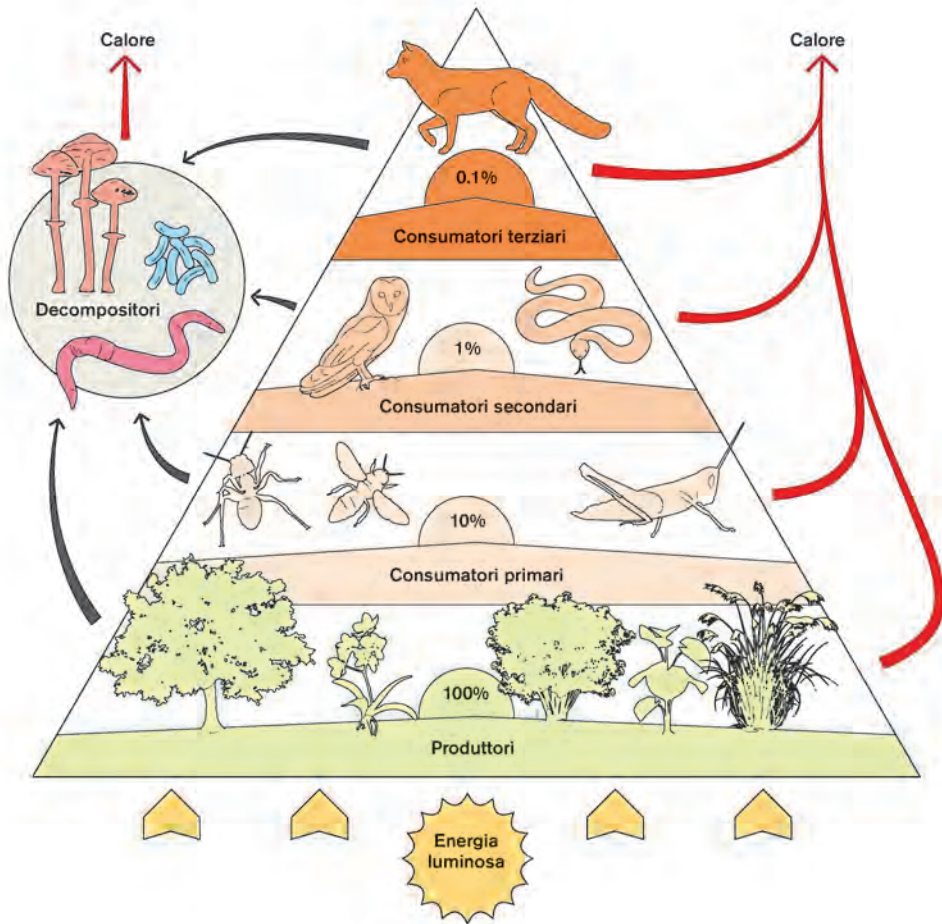 Calore
Calore
0.1%
Consumatori terziari
Decompositori
1%
Consumatori secondari
10%
Consumatori primari
100%
Produttori
Energia
luminosa